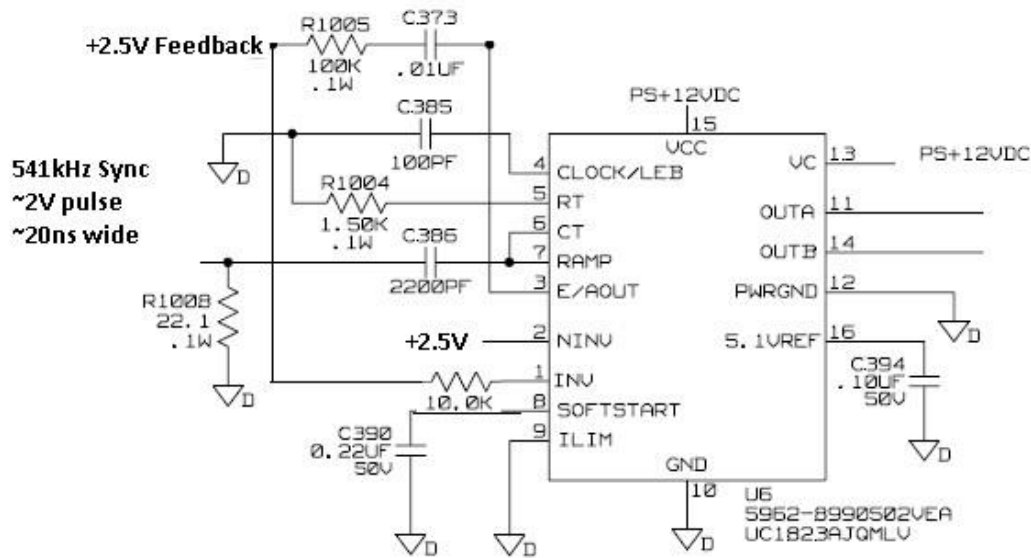 +2.5V Feedback
R1005
100K
.1W
C373
.01UF
C385
100PF
PS+12VDC
15
VCC
541kHz Sync
~2V pulse
~20ns wide
D
R1004
1.50K
.1W
C386
2200PF
R1008
22.1
.1W
D
+2.5V
10.0K
C390
0.22UF
50V
D
D
4 CLOCK/LEB
5 RT
6 CT
7 RAMP
3 E/AOUT
2 NINV
1 INV
8 SOFTSTART
9 ILIM
VC 13 PS+12VDC
OUTA 11
OUTB 14
PWRGND 12
D
5.1VREF 16
C394
.10UF
50V
D
GND
10
D
U6
5962-8990502VEA
UC1823AJQMLV